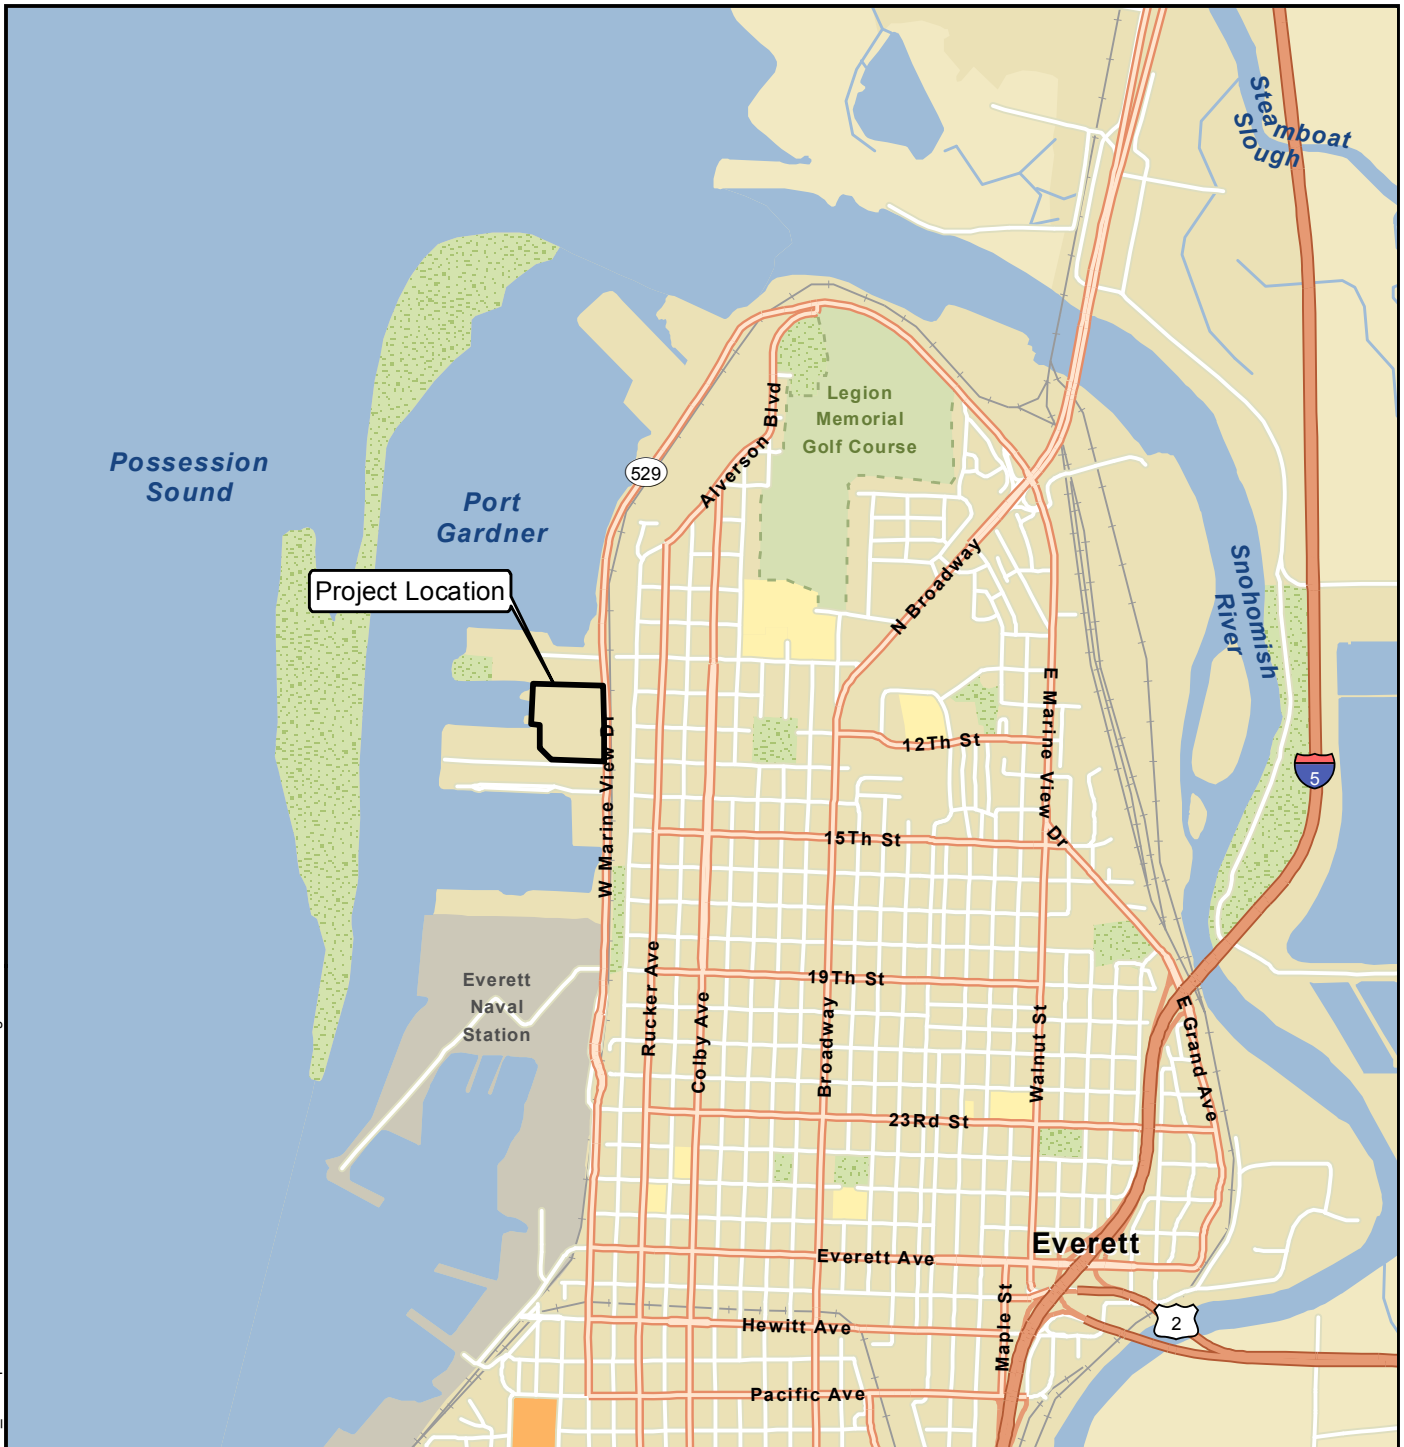 Steamboat
Slough
Legion
Memorial
Golf Course
Alverson Blvd
Possession
Sound
529
Port
Gardner
N Broadway
Snohomish
River
Project Location
E Marine View Dr
12Th St
W Marine View Dr
5
15Th St
Everett
Naval
Station
Rucker Ave
Colby Ave
19Th St
Broadway
Walnut St
E Grand Ave
23Rd St
Everett
Everett Ave
Maple St
Hewitt Ave
2
Pacific Ave